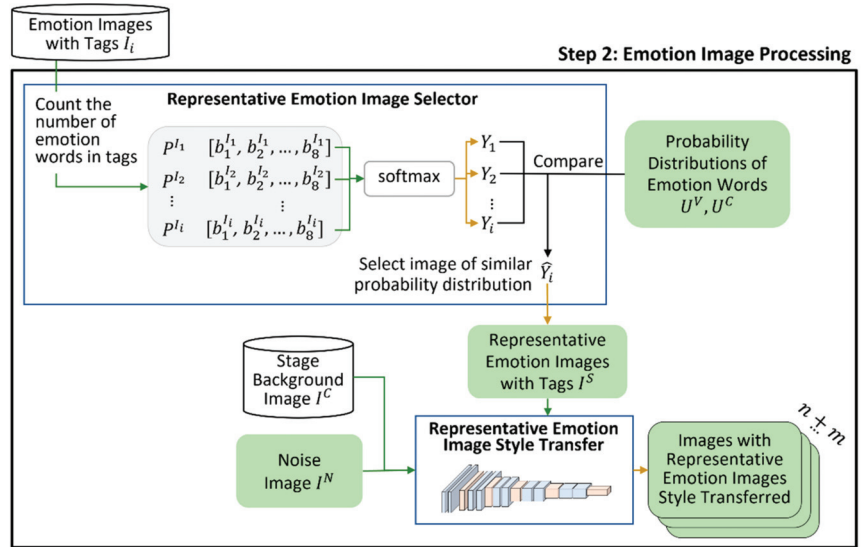 Emotion Images
with Tags I_i
Step 2: Emotion Image Processing
Representative Emotion Image Selector
Count the
number of
emotion
words in tags
P^{I_1} [b_1^{I_1}, b_2^{I_1}, ..., b_8^{I_1}]
P^{I_2} [b_1^{I_2}, b_2^{I_2}, ..., b_8^{I_2}]
⋮ ⋮
P^{I_i} [b_1^{I_i}, b_2^{I_i}, ..., b_8^{I_i}]
softmax
Y_1
Y_2
⋮
Y_i
Compare
Probability
Distributions of
Emotion Words
U^V, U^C
Select image of similar
probability distribution
Ŷ_i
Representative
Emotion Images
with Tags I^S
Stage
Background
Image I^C
Noise
Image I^N
Representative Emotion
Image Style Transfer
n + m
...
Images with
Representative
Emotion Images
Style Transferred